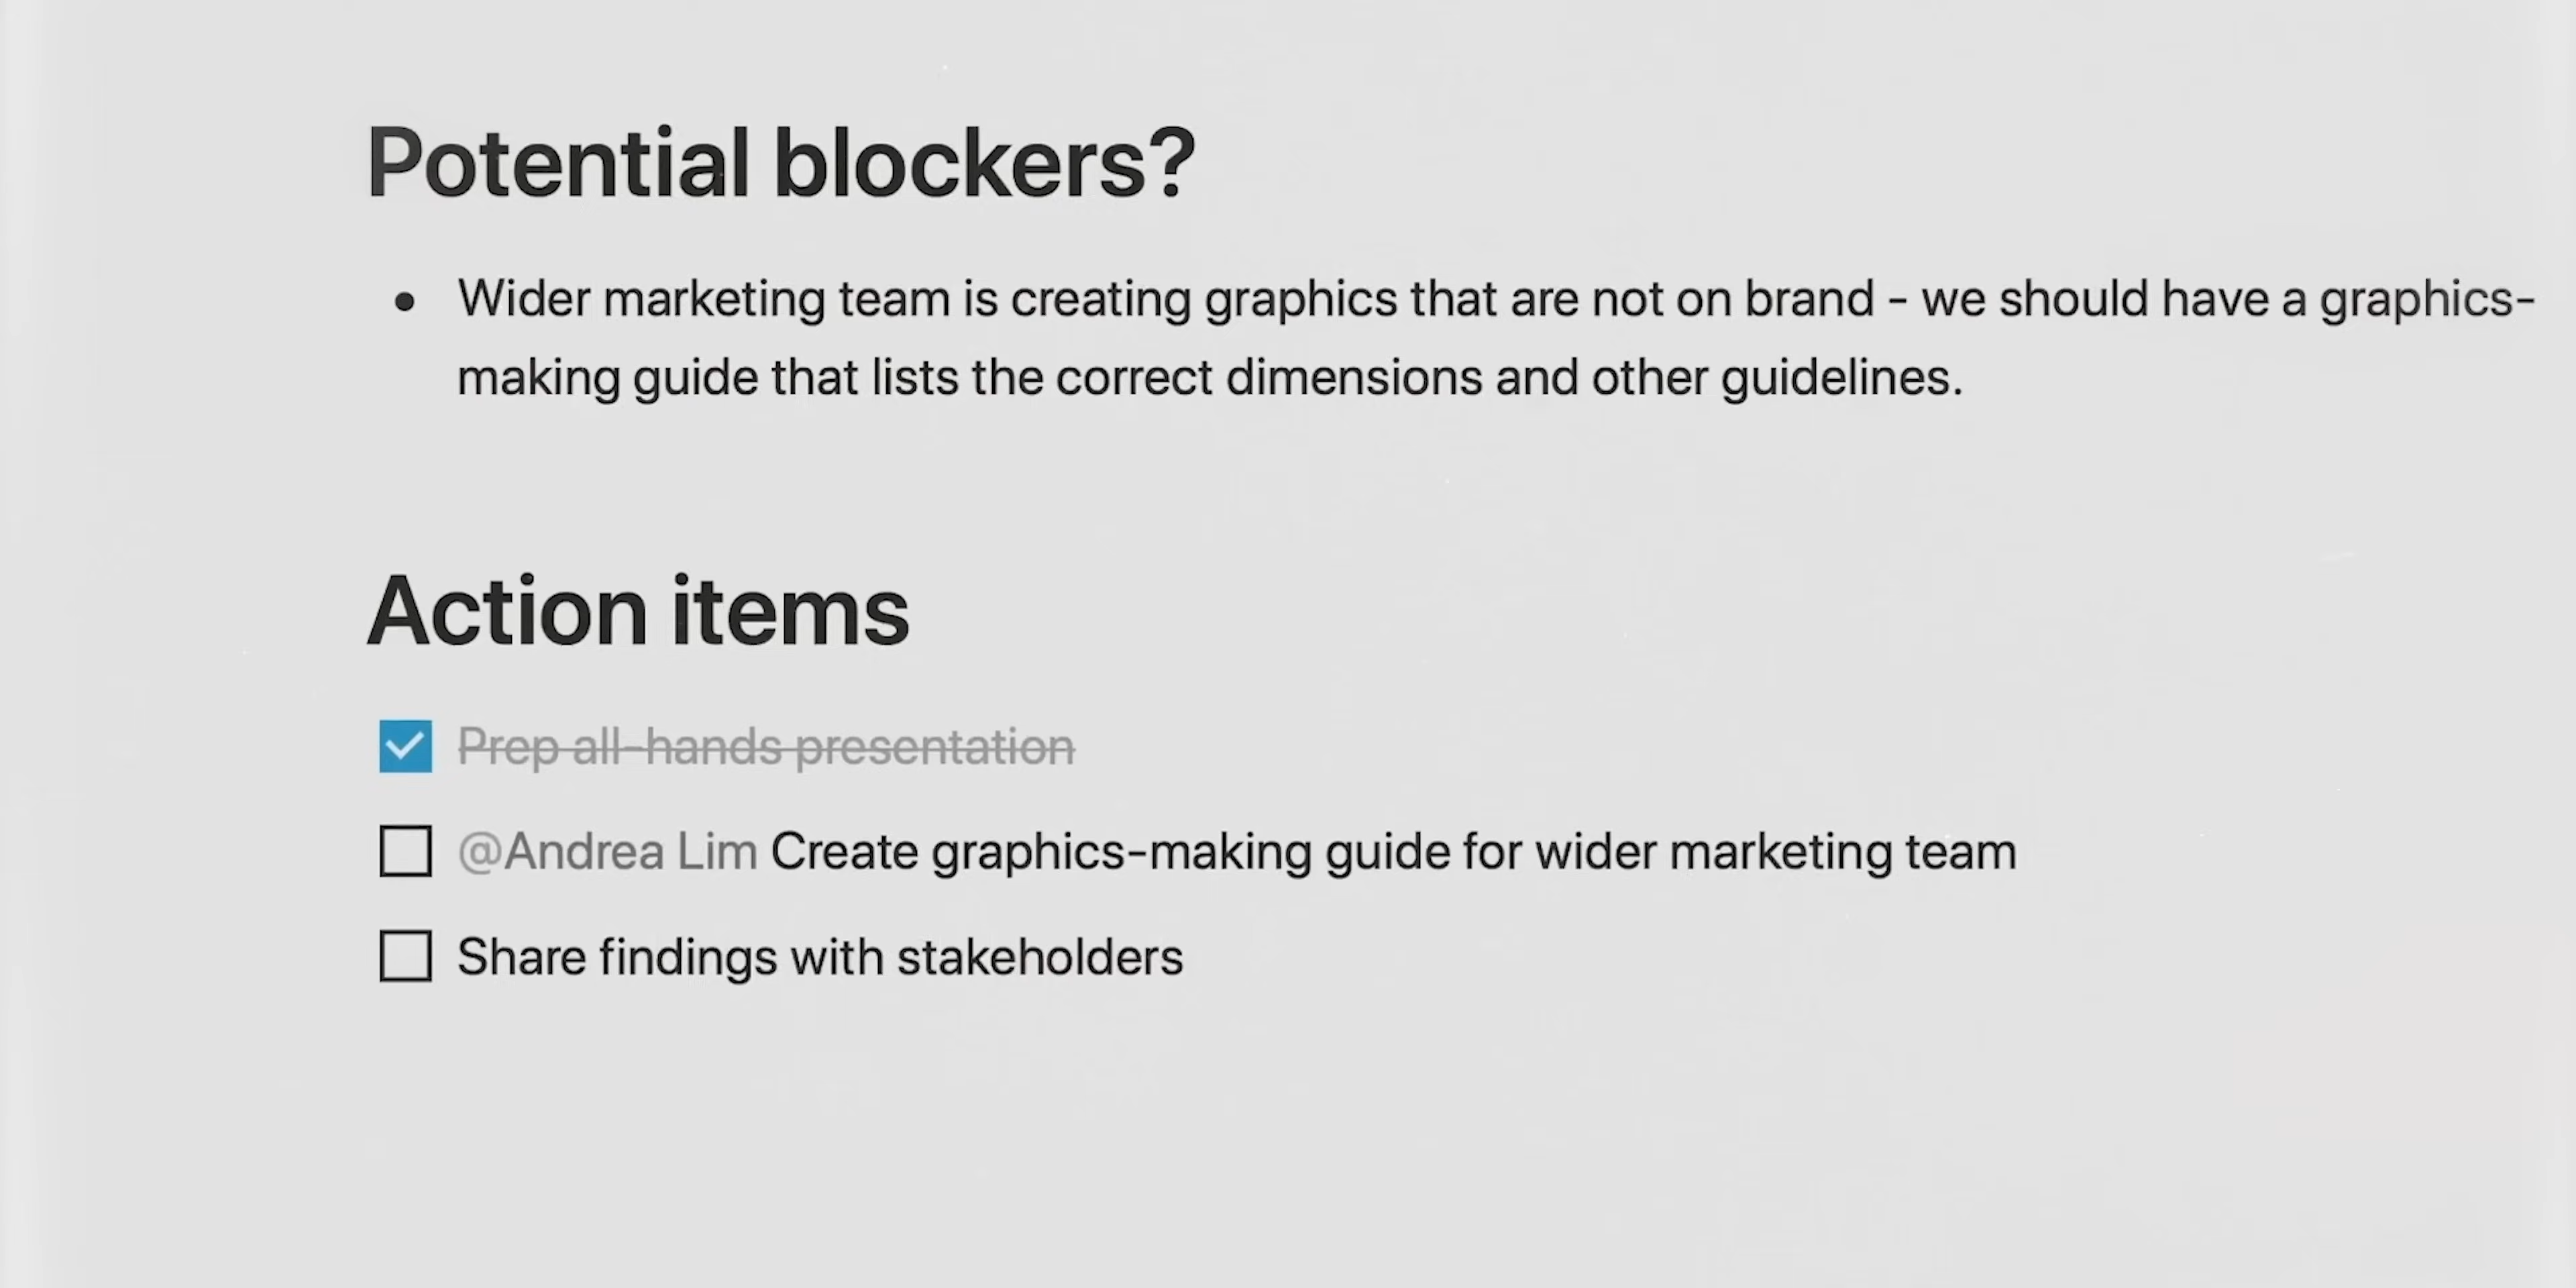 Potential blockers?
• Wider marketing team is creating graphics that are not on brand - we should have a graphics-
making guide that lists the correct dimensions and other guidelines.
Action items
Prep all-hands presentation
@Andrea Lim Create graphics-making guide for wider marketing team
Share findings with stakeholders